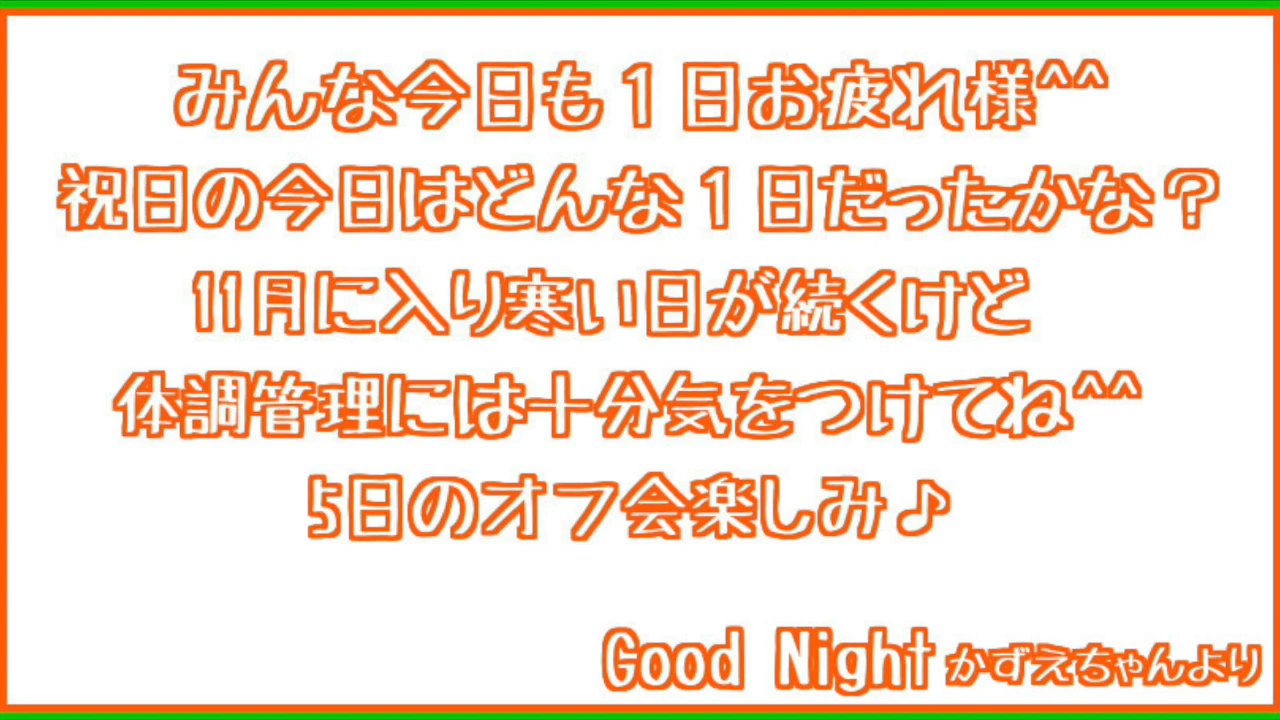 みんな今日も１日お疲れ様^^
祝日の今日はどんな１日だったかな？
11月に入り寒い日が続くけど
体調管理には十分気をつけてね^^
5日のオフ会楽しみ♪
Good Night かずえちゃんより